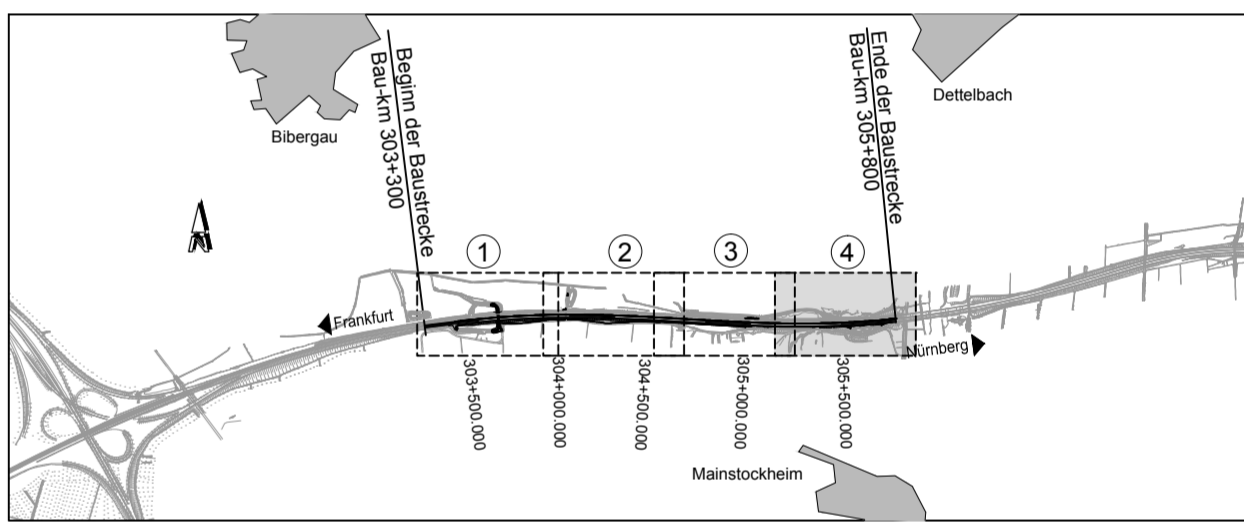 Beginn der Baustrecke
Bau-km 303+300
Ende der Baustrecke
Bau-km 305+800
Bibergau
Dettelbach
N
1
2
3
4
Frankfurt
Nürnberg
303+500.000
304+000.000
304+500.000
305+000.000
305+500.000
Mainstockheim